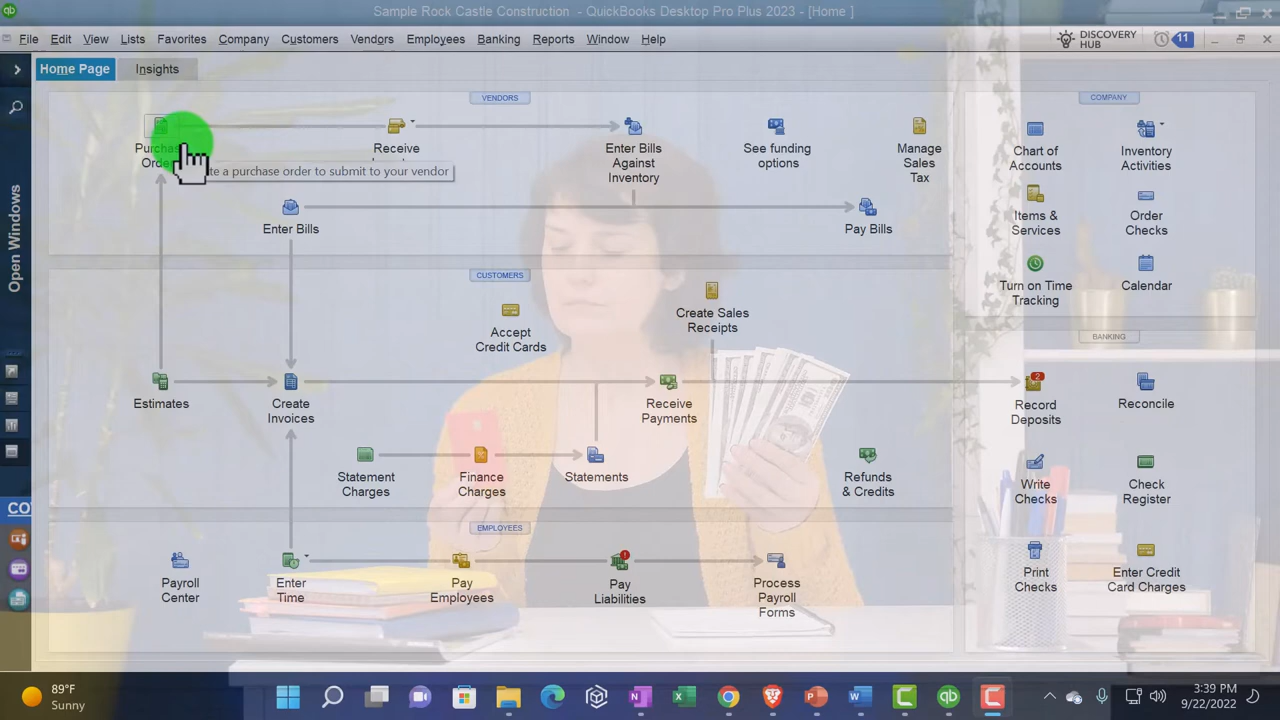 Sample Rock Castle Construction - QuickBooks Desktop Pro Plus 2023 - [Home ]
File Edit View Lists Favorites Company Customers Vendors Employees Banking Reports Window Help
DISCOVERY
HUB
11
Home Page Insights
Open Windows
VENDORS
Receive
Enter Bills
Against
Inventory
See funding
options
Manage
Sales
Tax
te a purchase order to submit to your vendor
Enter Bills
Pay Bills
CUSTOMERS
Accept
Credit Cards
Create Sales
Receipts
Estimates
Create
Invoices
Receive
Payments
Statement
Charges
Finance
Charges
Statements
Refunds
& Credits
EMPLOYEES
Payroll
Center
Enter
Time
Pay
Employees
Pay
Liabilities
Process
Payroll
Forms
COMPANY
Chart of
Accounts
Inventory
Activities
Items &
Services
Order
Checks
Turn on Time
Tracking
Calendar
BANKING
2
Record
Deposits
Reconcile
Write
Checks
Check
Register
Print
Checks
Enter Credit
Card Charges
89°F
Sunny
3:39 PM
9/22/2022